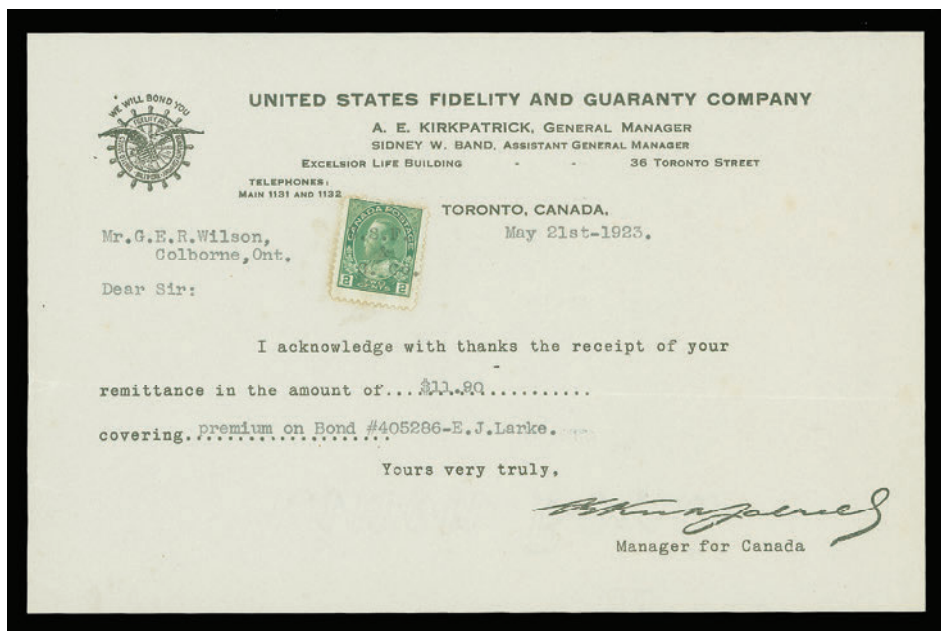 WE WILL BOND YOU
UNITED STATES FIDELITY AND GUARANTY COMPANY
A. E. KIRKPATRICK, GENERAL MANAGER
SIDNEY W. BAND, ASSISTANT GENERAL MANAGER
EXCELSIOR LIFE BUILDING - - 36 TORONTO STREET
TELEPHONES:
MAIN 1131 AND 1132
TORONTO, CANADA,
May 21st-1923.
CANADA POSTAGE
2 TWO CENTS 2
Mr.G.E.R.Wilson,
Colborne,Ont.
Dear Sir:
I acknowledge with thanks the receipt of your
remittance in the amount of....$11.80...........
covering.premium on Bond #405286-E.J.Larke.
Yours very truly,
Manager for Canada